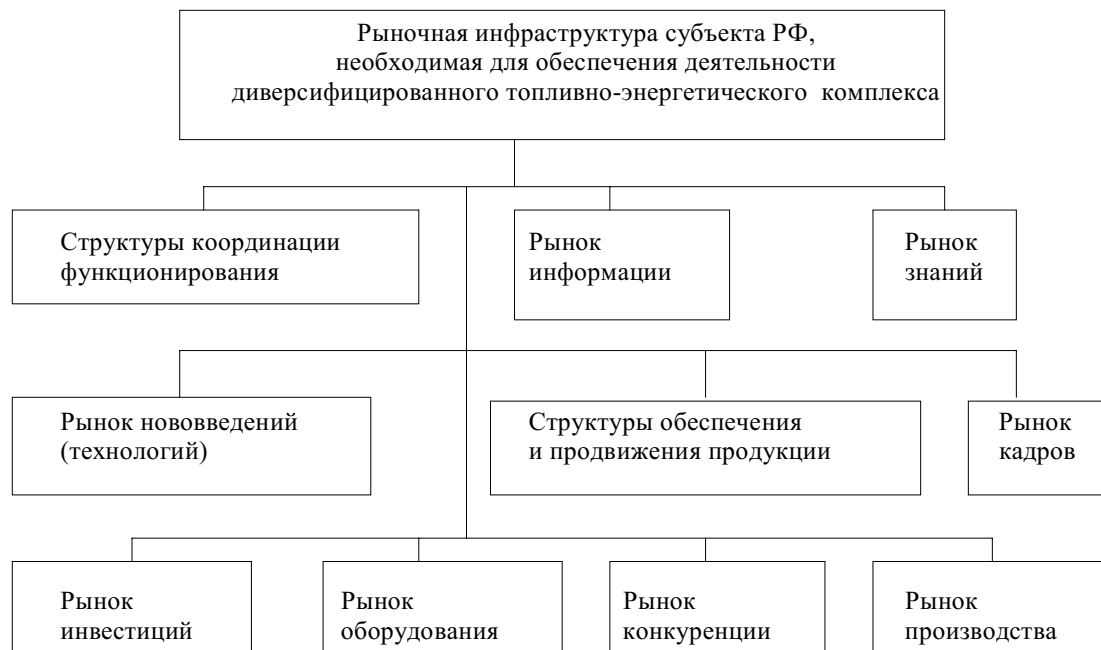 Рыночная инфраструктура субъекта РФ,
необходимая для обеспечения деятельности
диверсифицированного топливно-энергетического комплекса
Структуры координации
функционирования
Рынок
информации
Рынок
знаний
Рынок нововведений
(технологий)
Структуры обеспечения
и продвижения продукции
Рынок
кадров
Рынок
инвестиций
Рынок
оборудования
Рынок
конкуренции
Рынок
производства